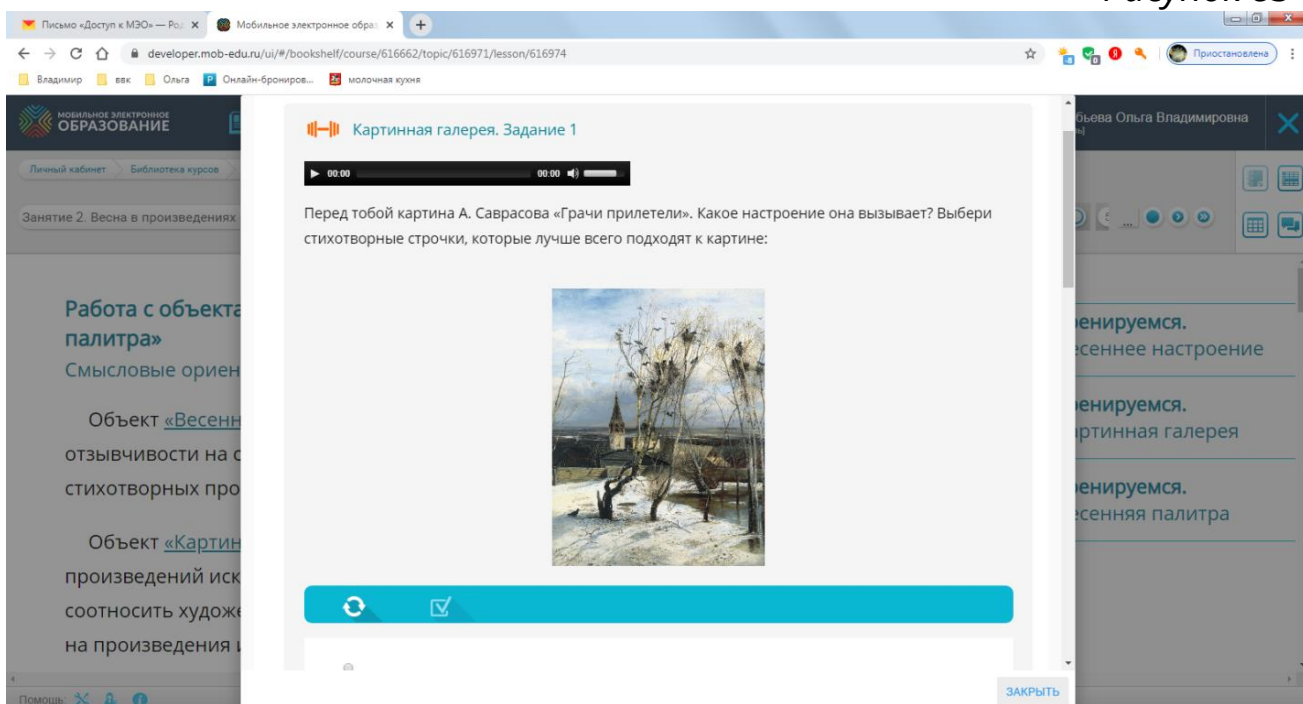 Письмо «Доступ к МЭО» — Ро
Мобильное электронное обра
developer.mob-edu.ru/ui/#/bookshelf/course/616662/topic/616971/lesson/616974
Приостановлена
Владимир
ввк
Ольга
Онлайн-брониров...
молочная кухня
МОБИЛЬНОЕ ЭЛЕКТРОННОЕ
ОБРАЗОВАНИЕ
бьева Ольга Владимировна
Личный кабинет
Библиотека курсов
Занятие 2. Весна в произведениях
Картинная галерея. Задание 1
00:00
00:00
Перед тобой картина А. Саврасова «Грачи прилетели». Какое настроение она вызывает? Выбери
стихотворные строчки, которые лучше всего подходят к картине:
Работа с объекта
палитра»
Смысловые ориен
Объект «Весенн
отзывчивости на с
стихотворных про
Объект «Картин
произведений иск
соотносить художе
на произведения и
ренируемся.
есеннее настроение
ренируемся.
артинная галерея
ренируемся.
есенняя палитра
ЗАКРЫТЬ
Помощь: